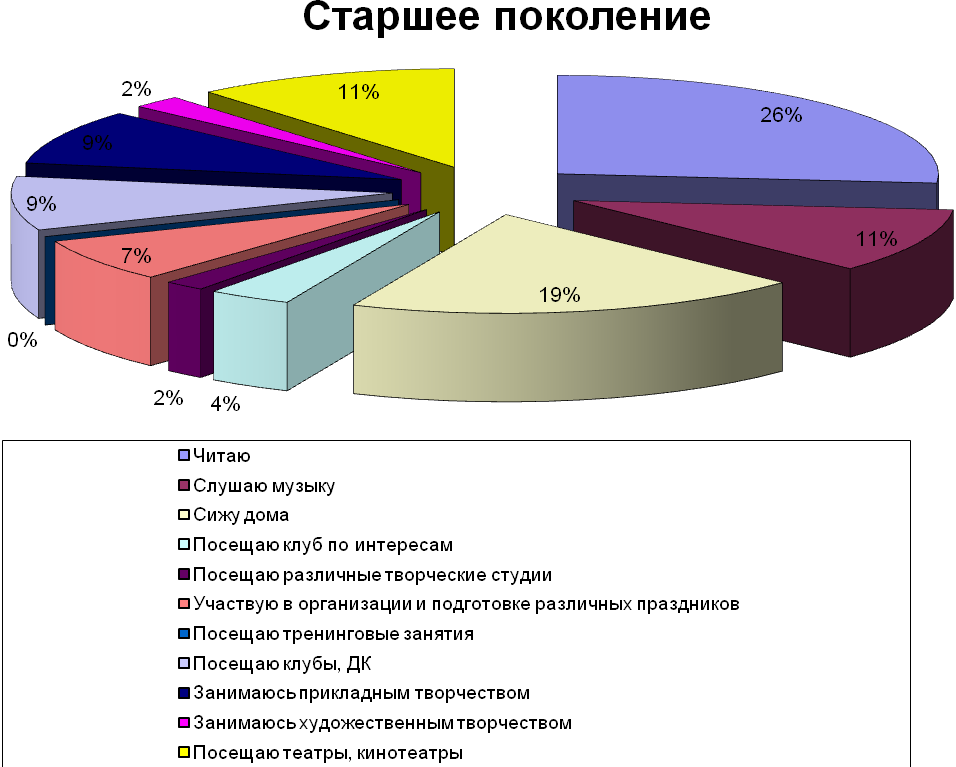 Старшее поколение
2%
11%
26%
9%
9%
11%
7%
19%
0%
2%
4%
Читаю
Слушаю музыку
Сижу дома
Посещаю клуб по интересам
Посещаю различные творческие студии
Участвую в организации и подготовке различных праздников
Посещаю тренинговые занятия
Посещаю клубы, ДК
Занимаюсь прикладным творчеством
Занимаюсь художественным творчеством
Посещаю театры, кинотеатры